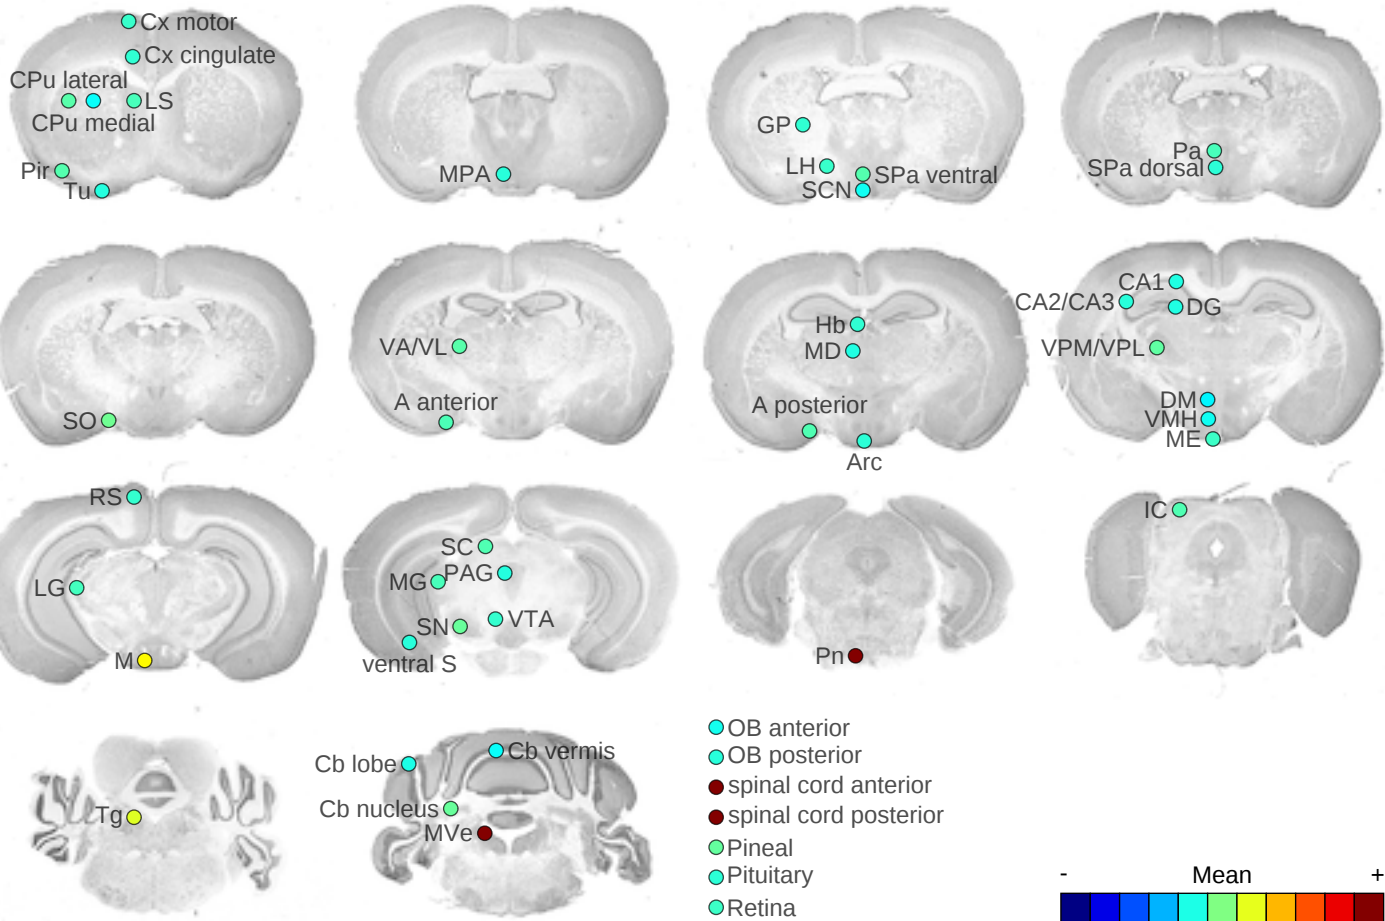 Cx motor
Cx cingulate
CPu lateral
LS
CPu medial
Pir
Tu
MPA
GP
LH
SPa ventral
SCN
Pa
SPa dorsal
SO
VA/VL
A anterior
Hb
MD
A posterior
Arc
CA1
CA2/CA3
DG
VPM/VPL
DM
VMH
ME
RS
LG
M
SC
MG
PAG
SN
VTA
ventral S
Pn
IC
Tg
Cb lobe
Cb vermis
Cb nucleus
MVe
OB anterior
OB posterior
spinal cord anterior
spinal cord posterior
Pineal
Pituitary
Retina
- Mean +